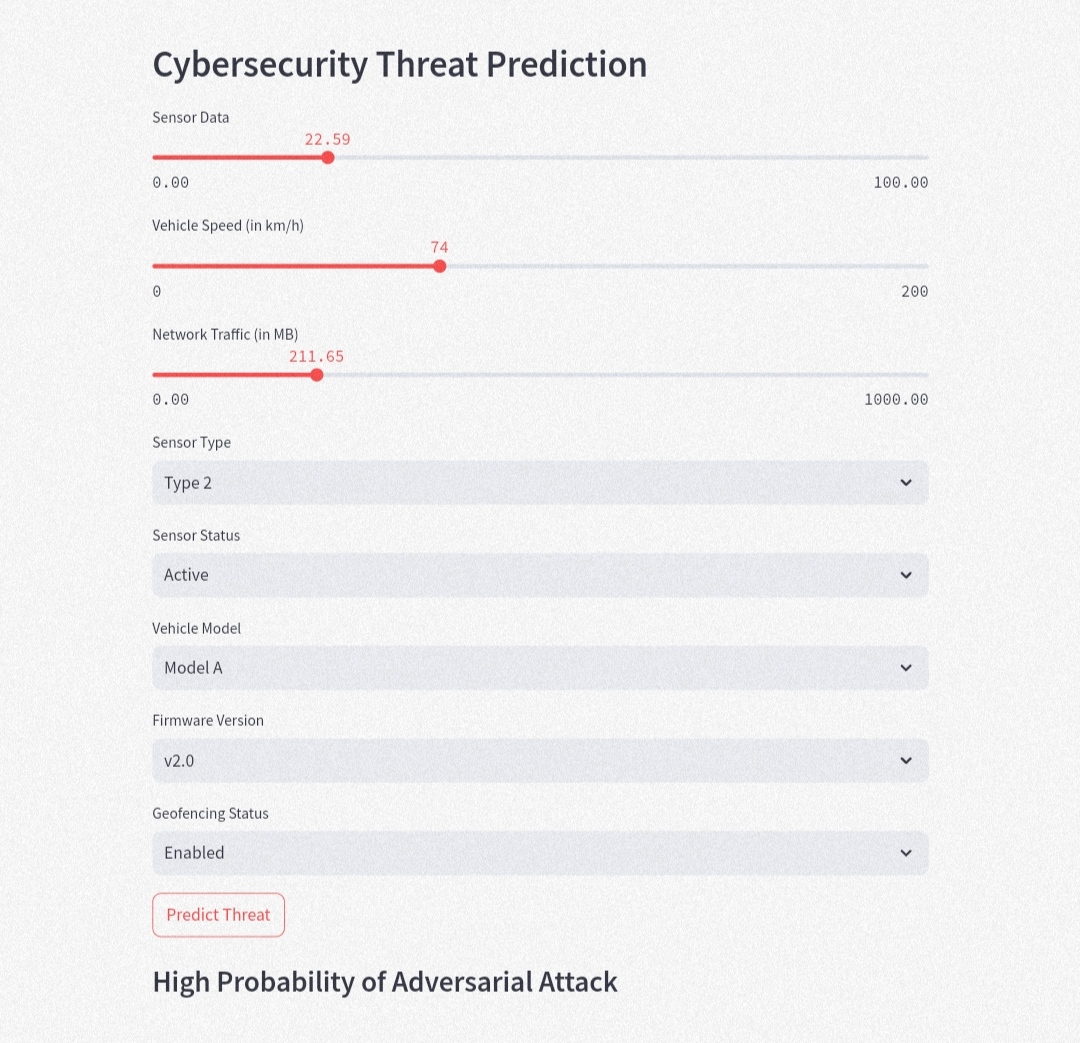 Cybersecurity Threat Prediction
Sensor Data
22.59
0.00 100.00
Vehicle Speed (in km/h)
74
0 200
Network Traffic (in MB)
211.65
0.00 1000.00
Sensor Type
Type 2
Sensor Status
Active
Vehicle Model
Model A
Firmware Version
v2.0
Geofencing Status
Enabled
Predict Threat
High Probability of Adversarial Attack